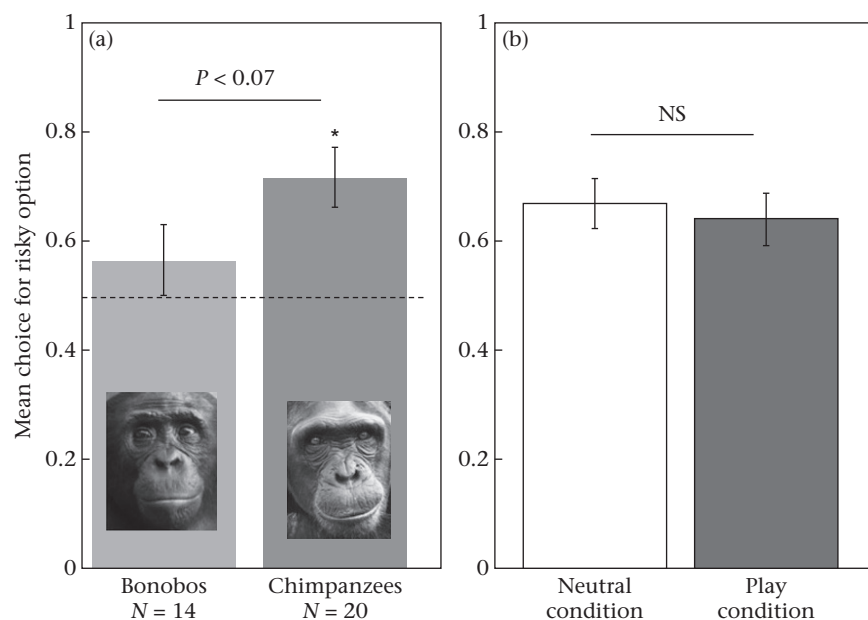 (a)
(b)
P < 0.07
*
NS
Mean choice for risky option
1
0.8
0.6
0.4
0.2
0
Bonobos
N = 14
Chimpanzees
N = 20
1
0.8
0.6
0.4
0.2
0
Neutral
condition
Play
condition